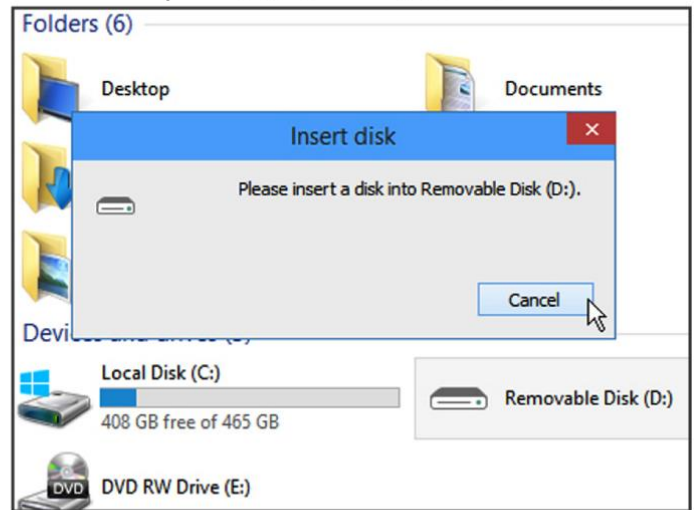 Folders (6)
Desktop
Documents
Insert disk
Please insert a disk into Removable Disk (D:).
Cancel
Local Disk (C:)
408 GB free of 465 GB
Removable Disk (D:)
DVD
DVD RW Drive (E:)